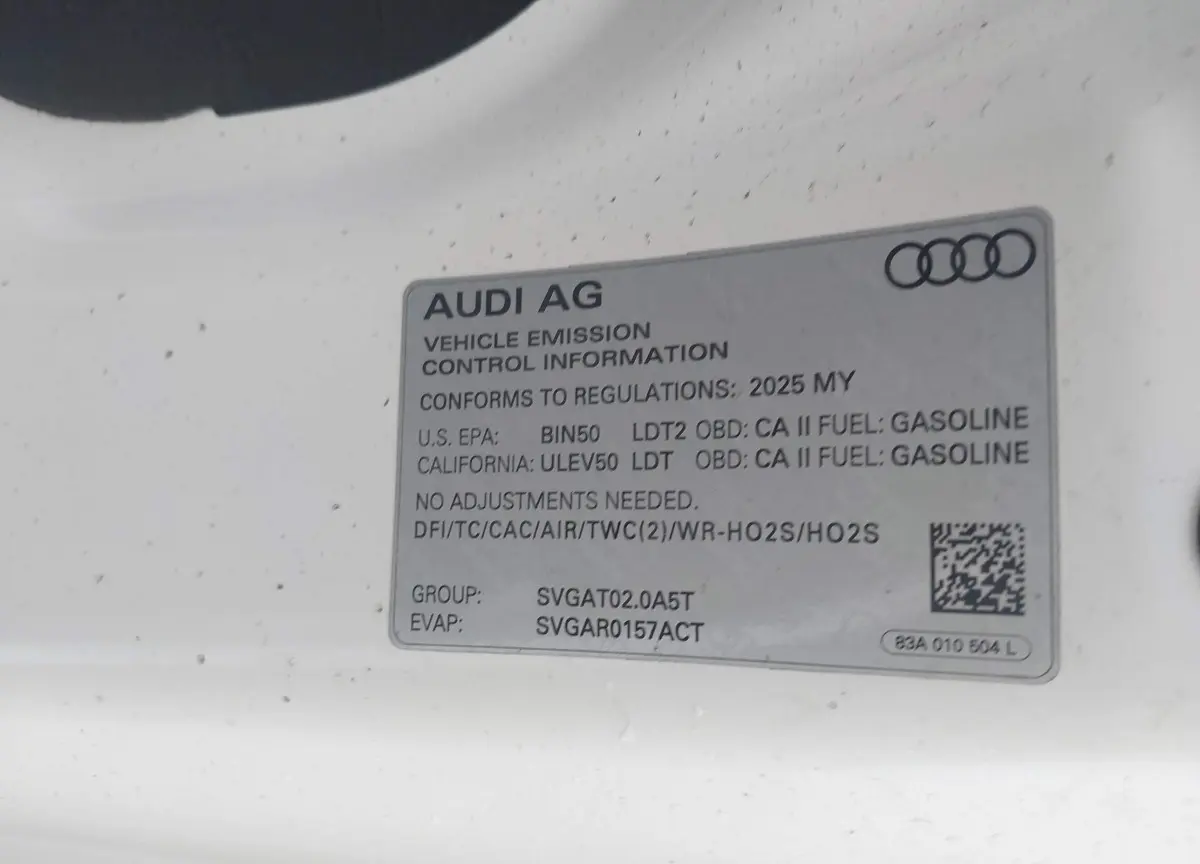 AUDI AG
VEHICLE EMISSION
CONTROL INFORMATION
CONFORMS TO REGULATIONS: 2025 MY
U.S. EPA: BIN50 LDT2 OBD: CA II FUEL: GASOLINE
CALIFORNIA: ULEV50 LDT OBD: CA II FUEL: GASOLINE
NO ADJUSTMENTS NEEDED.
DFI/TC/CAC/AIR/TWC(2)/WR-HO2S/HO2S
GROUP: SVGAT02.0A5T
EVAP: SVGAR0157ACT
83A 010 504 L